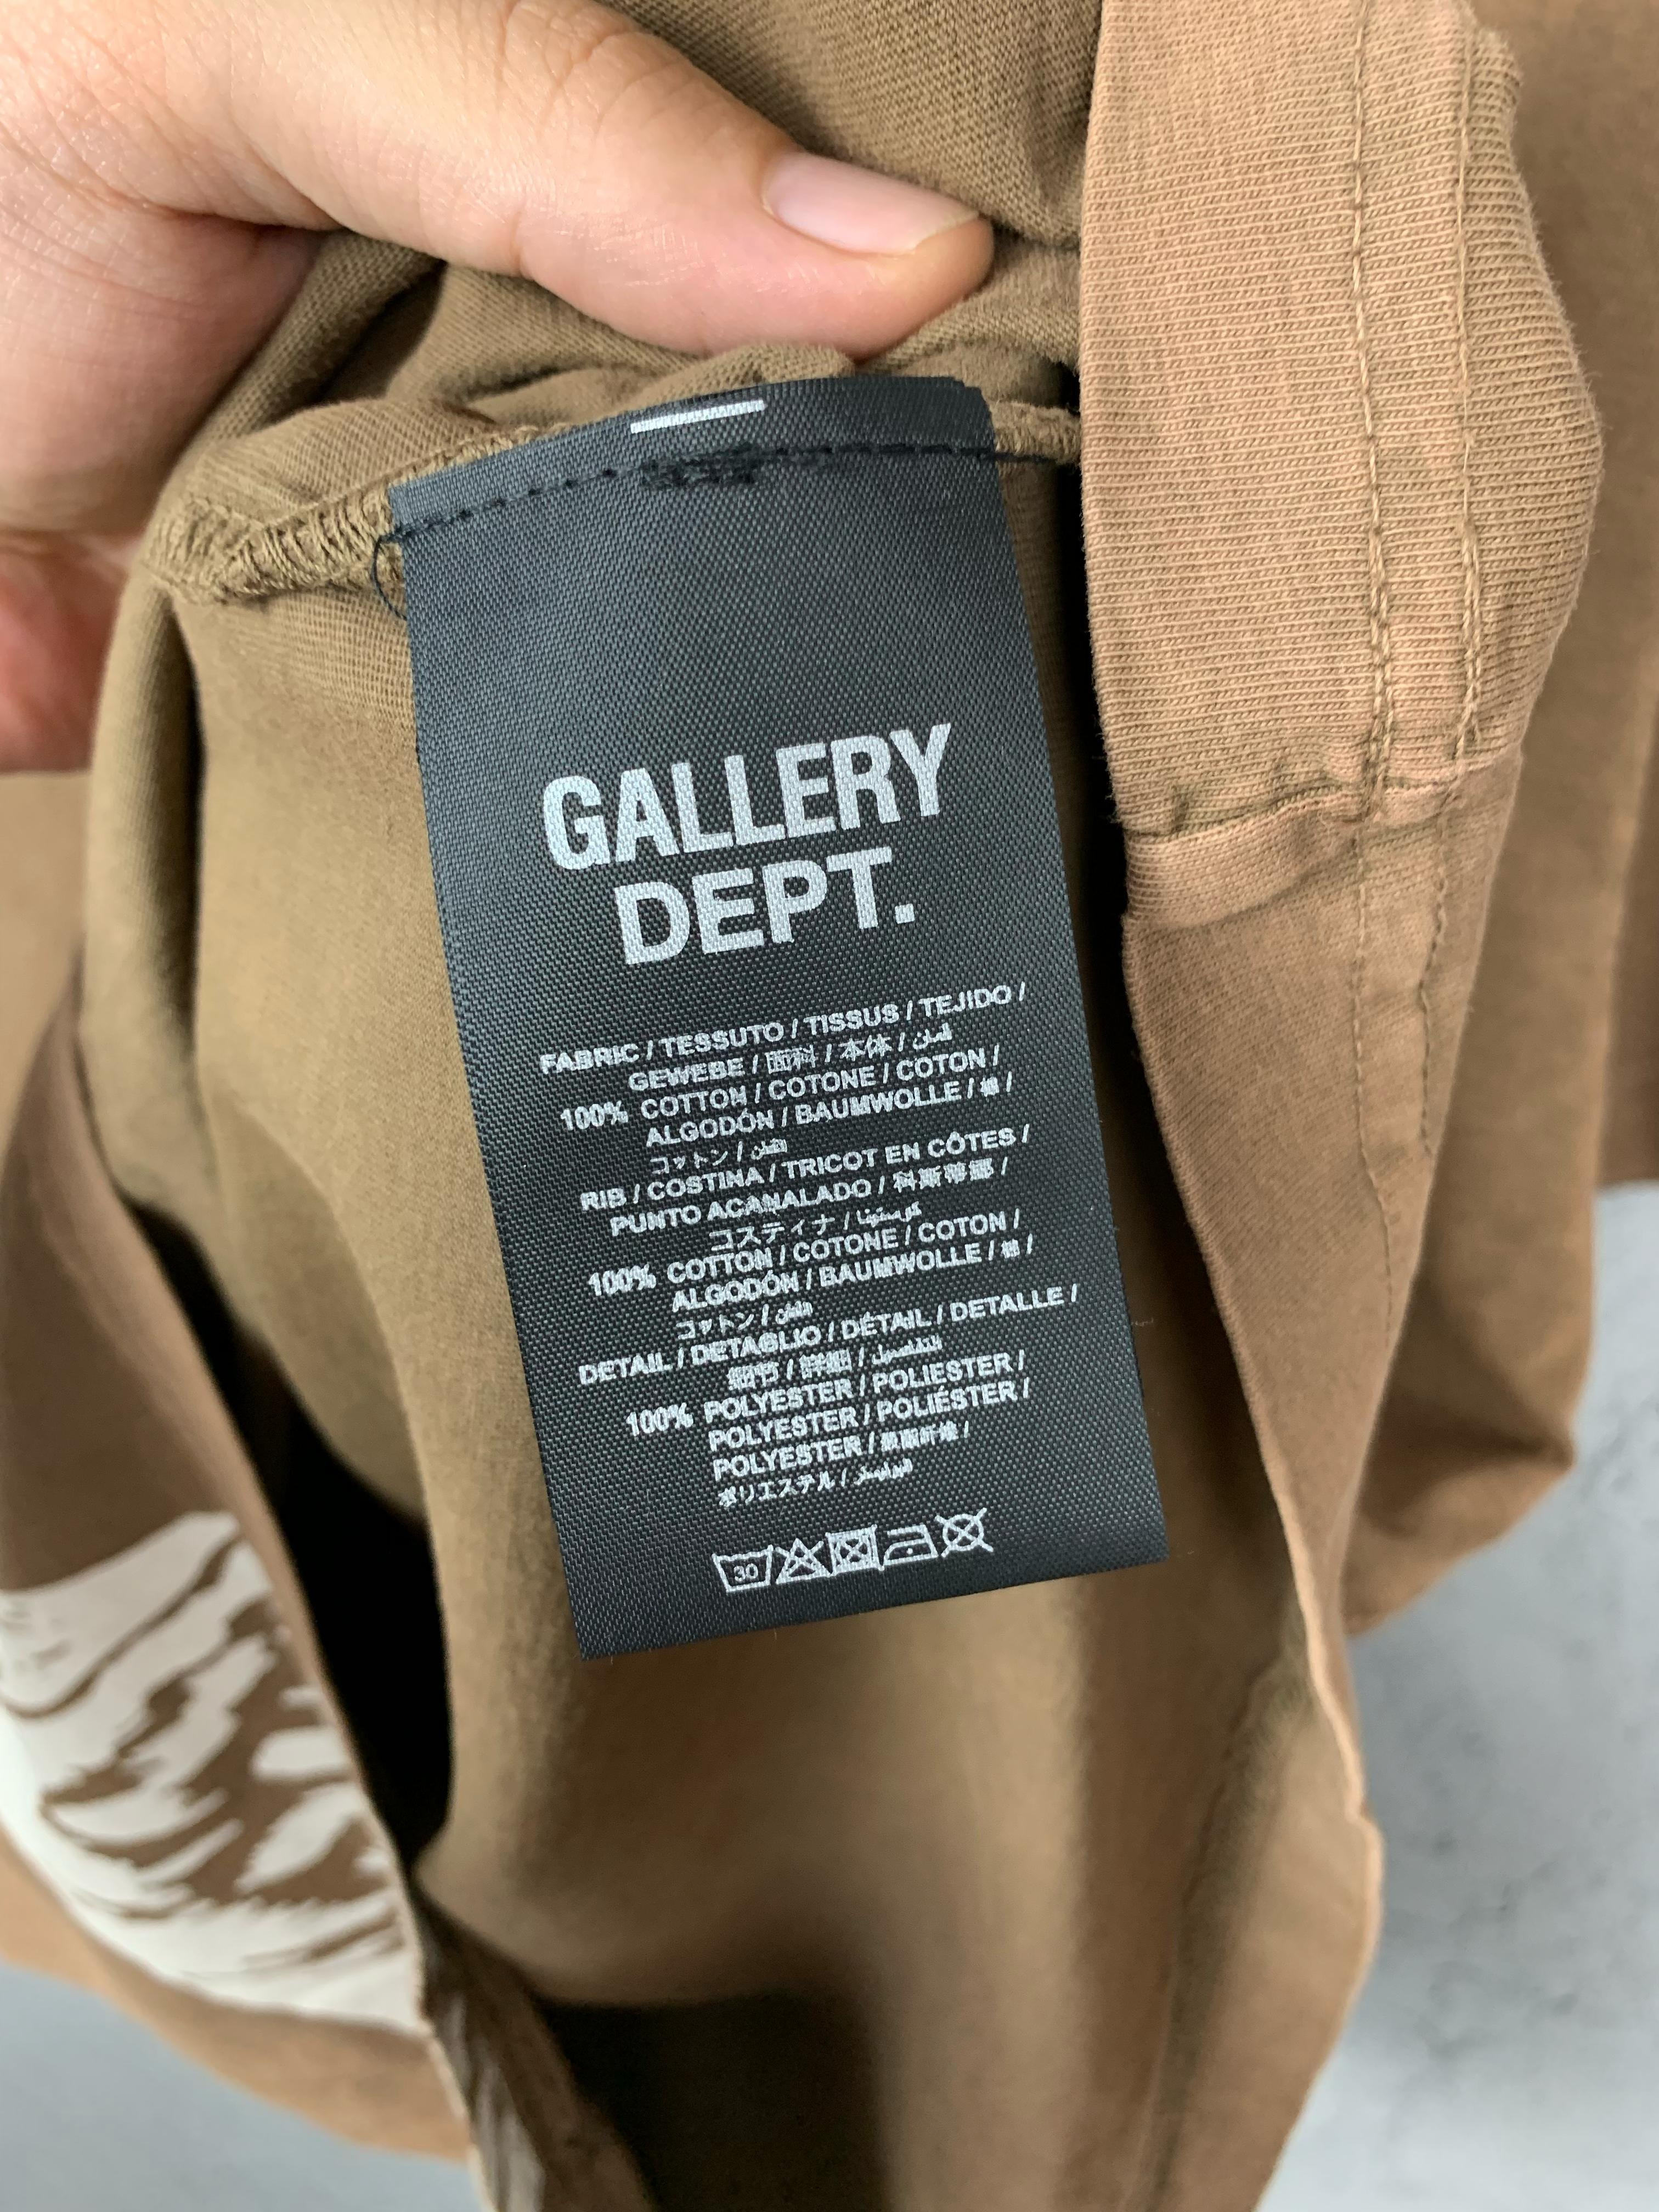 GALLERY
DEPT.
FABRIC / TESSUTO / TISSUS / TEJIDO /
GEWEBE / 面料 / 本体 /
100% COTTON / COTONE / COTON /
ALGODÓN / BAUMWOLLE / 棉 /
コットン / القطن
RIB / COSTINA / TRICOT EN CÔTES /
PUNTO ACANALADO / 科斯蒂娜 /
コスティナ / كوستينا
100% COTTON / COTONE / COTON /
ALGODÓN / BAUMWOLLE / 棉 /
コットン / القطن
DETAIL / DETAGLIO / DÉTAIL / DETALLE /
细节 / 詳細 / التفاصيل
100% POLYESTER / POLIESTER /
POLYESTER / POLIÉSTER /
POLYESTER / 聚酯纤维 /
ポリエステル / البوليستر
30